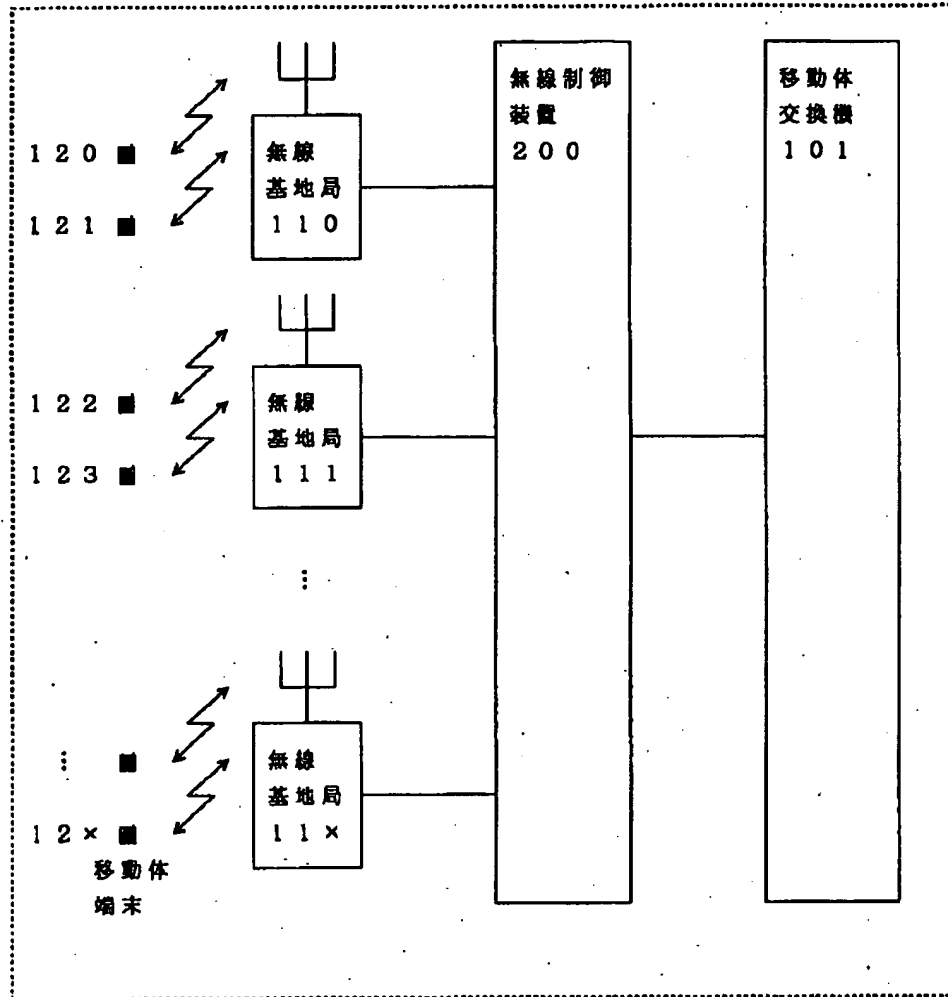 無線制御
装置
200
移動体
交換機
101
120
121
無線
基地局
110
122
123
無線
基地局
111
⋮
⋮
12×
無線
基地局
11×
移動体
端末